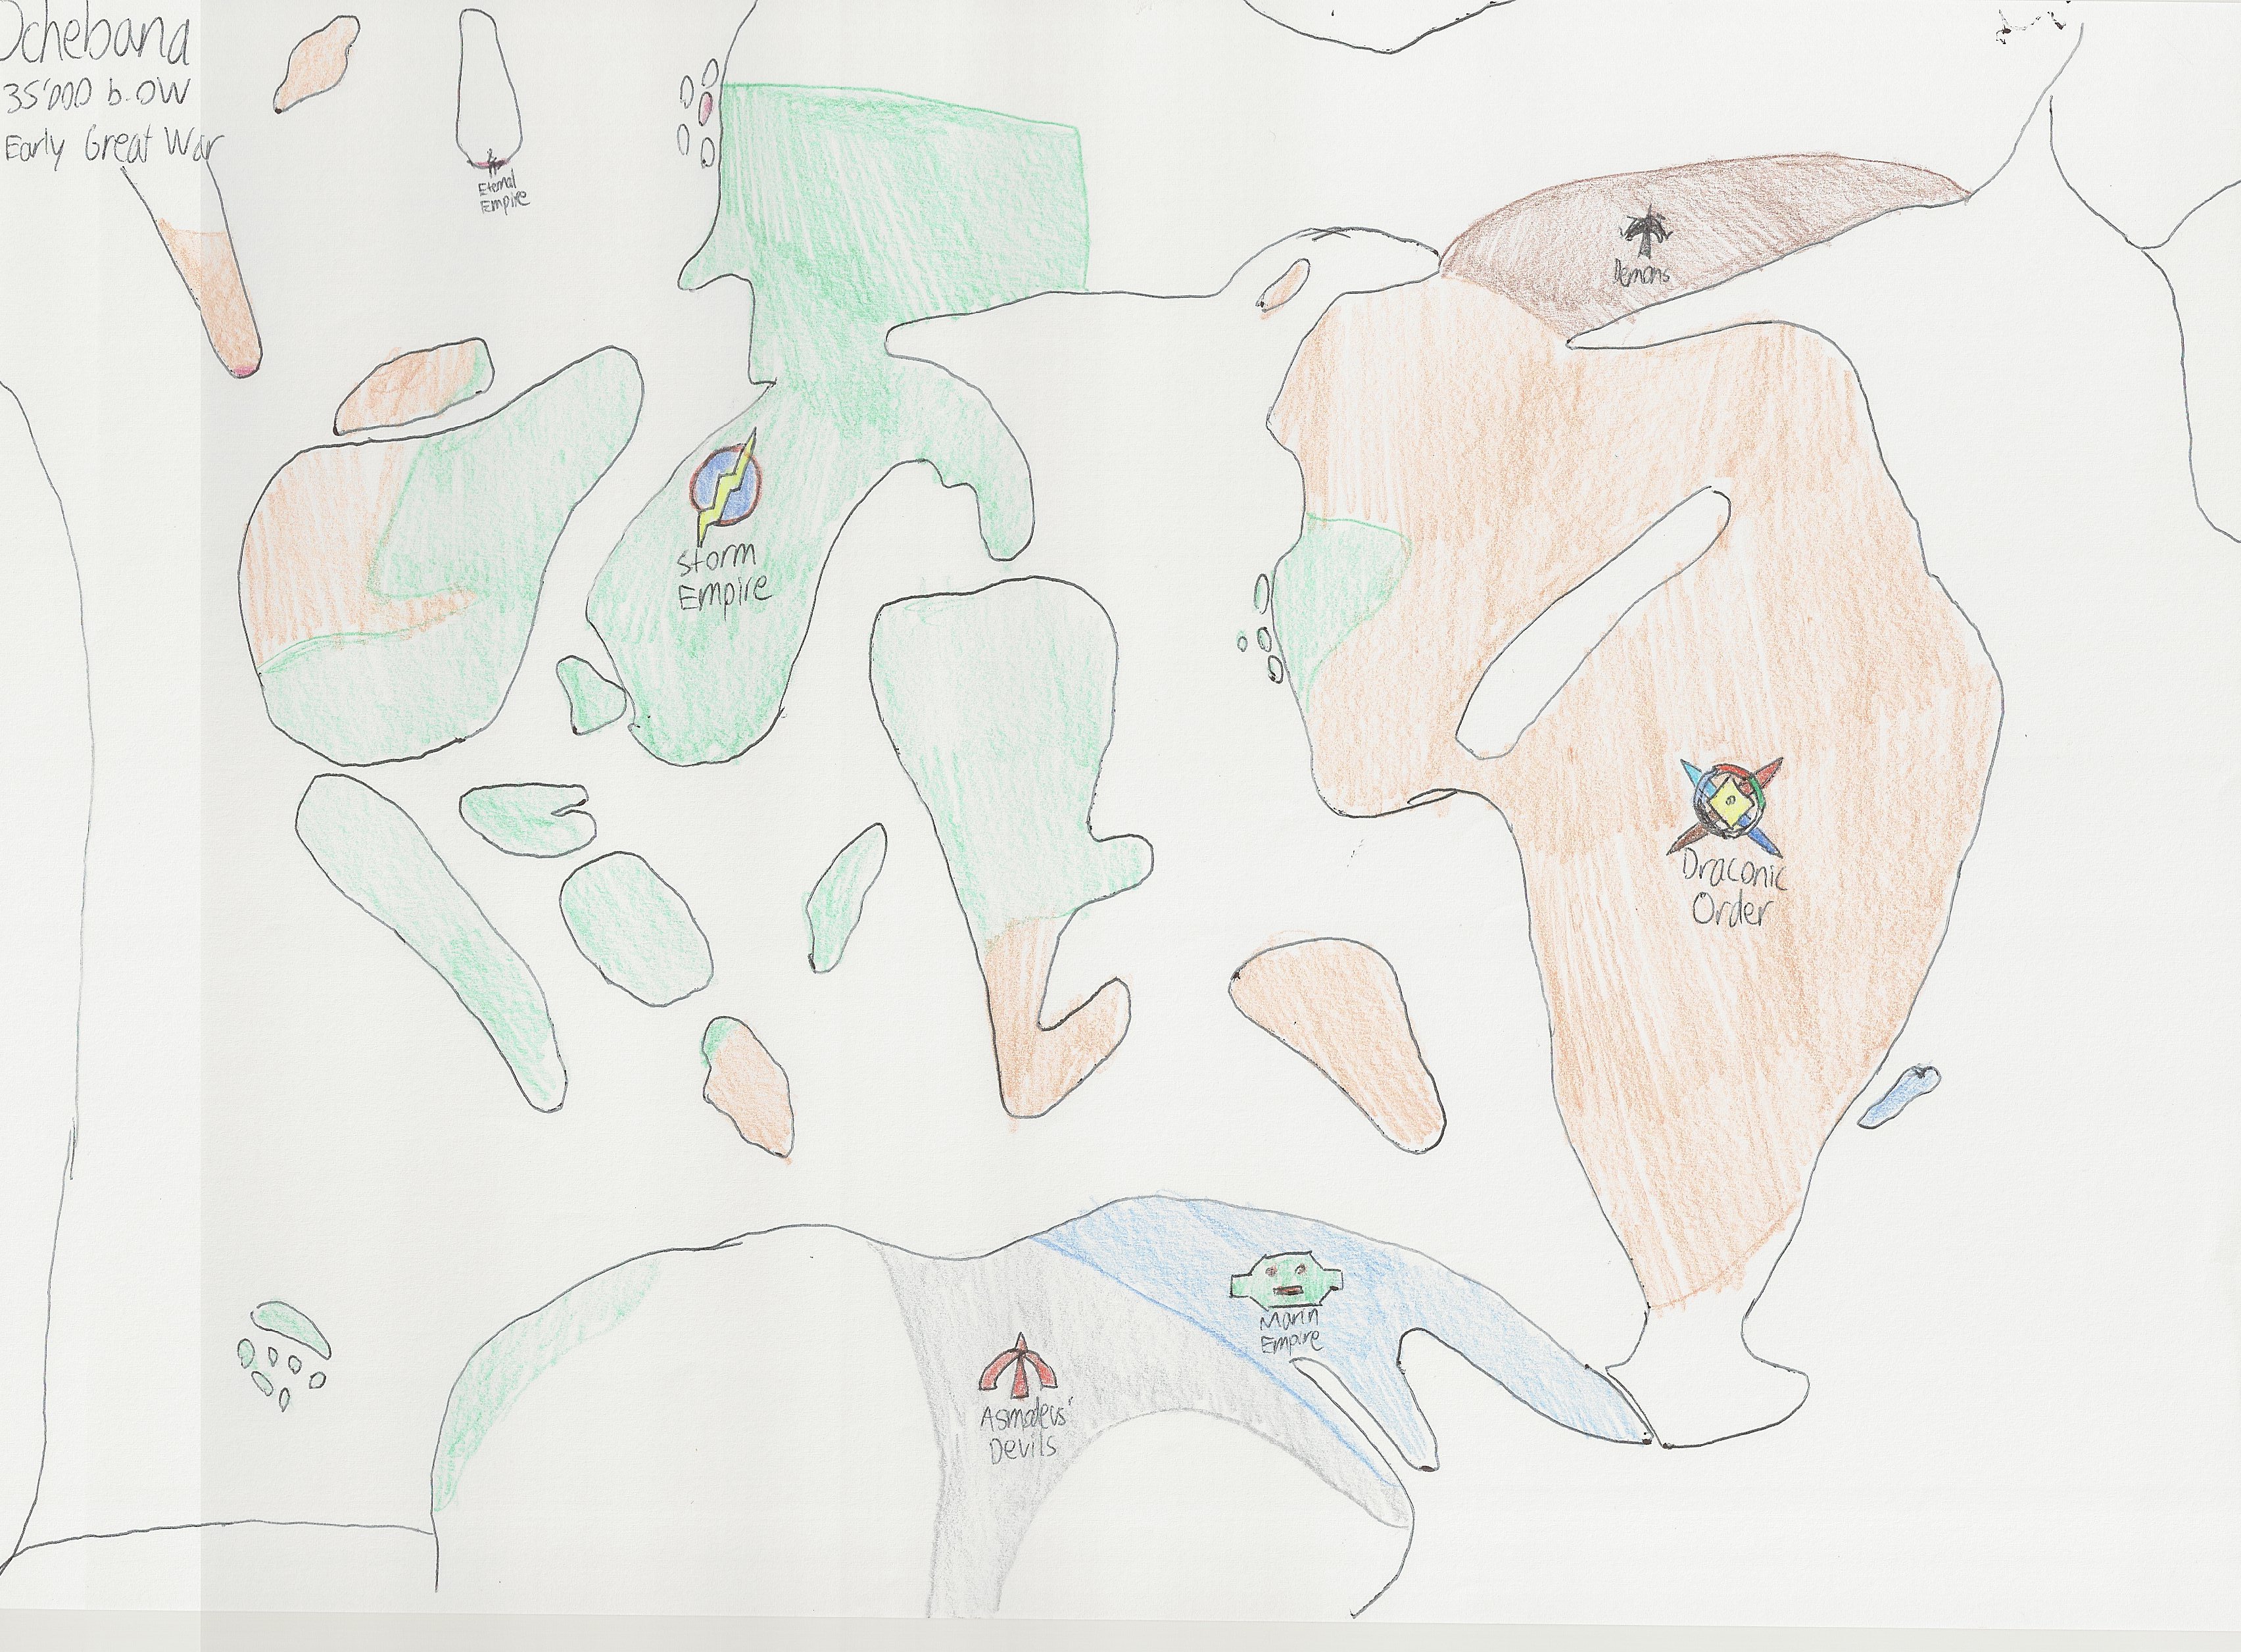 Ochebana
35'000 b.OW
Early Great War
Eternal
Empire
Demons
Storm
Empire
Draconic
Order
Marin
Empire
Asmodeus'
Devils